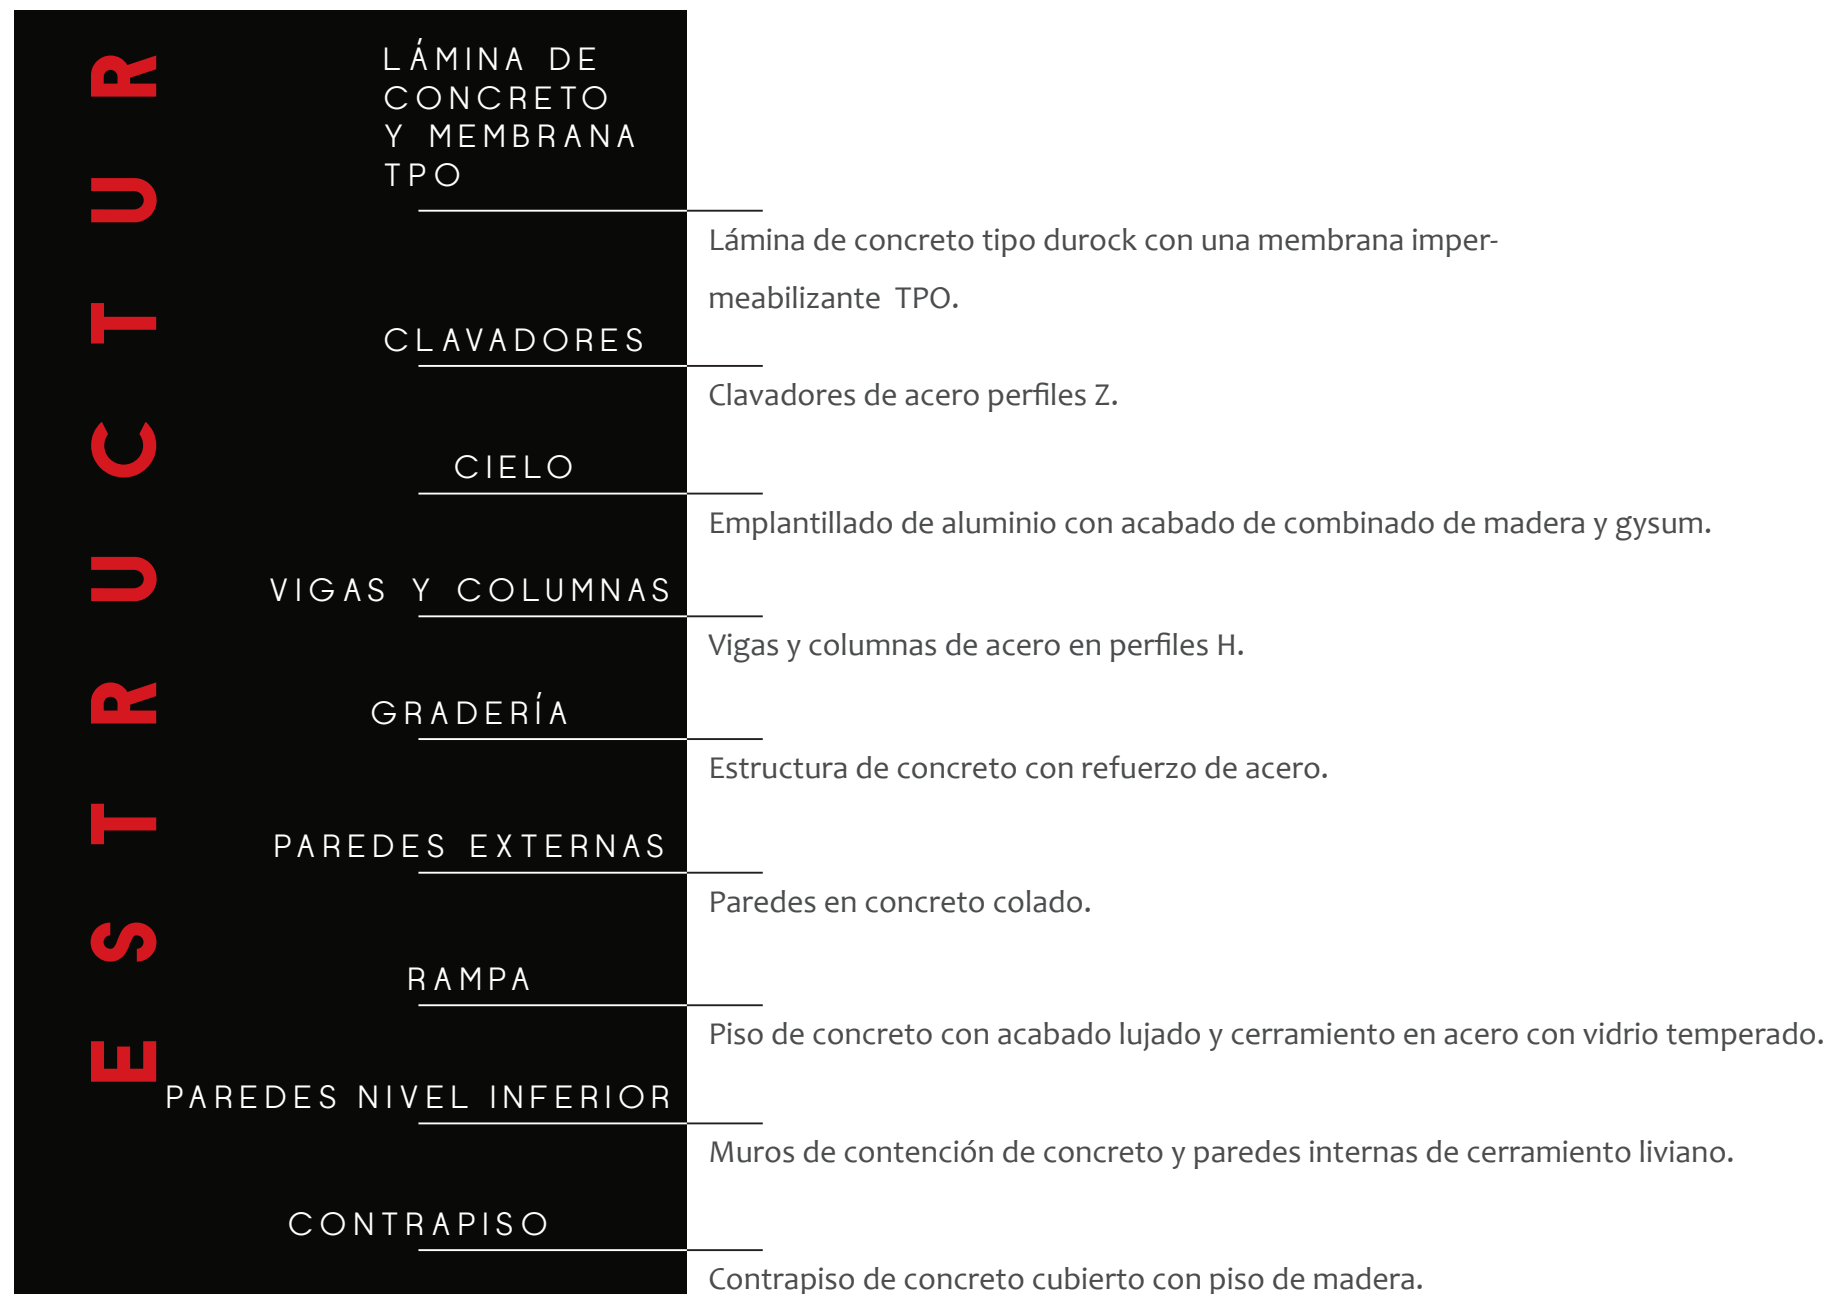 ESTRUCTUR
LÁMINA DE
CONCRETO
Y MEMBRANA
TPO
Lámina de concreto tipo durock con una membrana imper-
meabilizante TPO.
CLAVADORES
Clavadores de acero perfiles Z.
CIELO
Emplantillado de aluminio con acabado de combinado de madera y gysum.
VIGAS Y COLUMNAS
Vigas y columnas de acero en perfiles H.
GRADERÍA
Estructura de concreto con refuerzo de acero.
PAREDES EXTERNAS
Paredes en concreto colado.
RAMPA
Piso de concreto con acabado lujado y cerramiento en acero con vidrio temperado.
PAREDES NIVEL INFERIOR
Muros de contención de concreto y paredes internas de cerramiento liviano.
CONTRAPISO
Contrapiso de concreto cubierto con piso de madera.